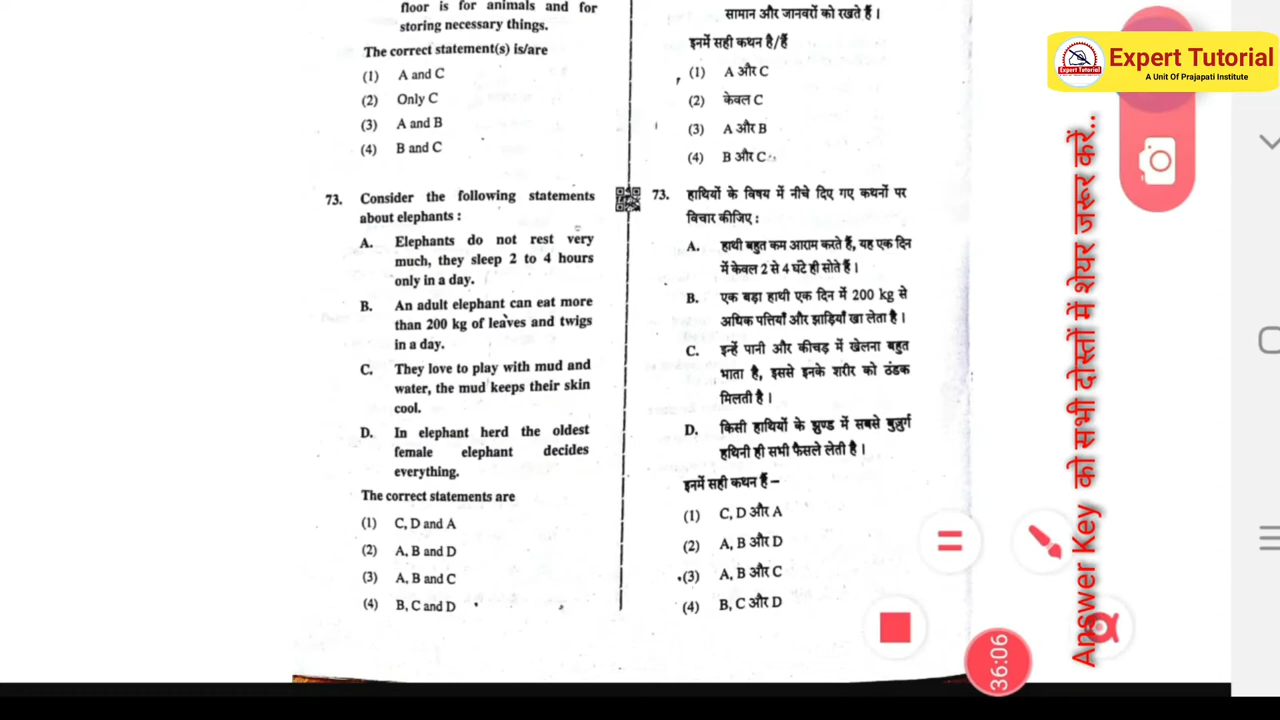 floor is for animals and for
storing necessary things.
The correct statement(s) is/are
(1) A and C
(2) Only C
(3) A and B
(4) B and C
73. Consider the following statements
about elephants :
A. Elephants do not rest very
much, they sleep 2 to 4 hours
only in a day.
B. An adult elephant can eat more
than 200 kg of leaves and twigs
in a day.
C. They love to play with mud and
water, the mud keeps their skin
cool.
D. In elephant herd the oldest
female elephant decides
everything.
The correct statements are
(1) C, D and A
(2) A, B and D
(3) A, B and C
(4) B, C and D
सामान और जानवरों को रखते हैं ।
इनमें सही कथन है/हैं
(1) A और C
(2) केवल C
(3) A और B
(4) B और C
73. हाथियों के विषय में नीचे दिए गए कथनों पर
विचार कीजिए :
A. हाथी बहुत कम आराम करते हैं, यह एक दिन
में केवल 2 से 4 घंटे ही सोते हैं ।
B. एक बड़ा हाथी एक दिन में 200 kg से
अधिक पत्तियाँ और झाड़ियाँ खा लेता है ।
C. इन्हें पानी और कीचड़ में खेलना बहुत
भाता है, इससे इनके शरीर को ठंडक
मिलती है ।
D. किसी हाथियों के झुण्ड में सबसे बुज़ुर्ग
हथिनी ही सभी फैसले लेती है ।
इनमें सही कथन हैं –
(1) C, D और A
(2) A, B और D
(3) A, B और C
(4) B, C और D
Expert Tutorial
A Unit Of Prajapati Institute
Expert Tutorial
Answer Key को सभी दोस्तों में शेयर जरूर करें..
36:06